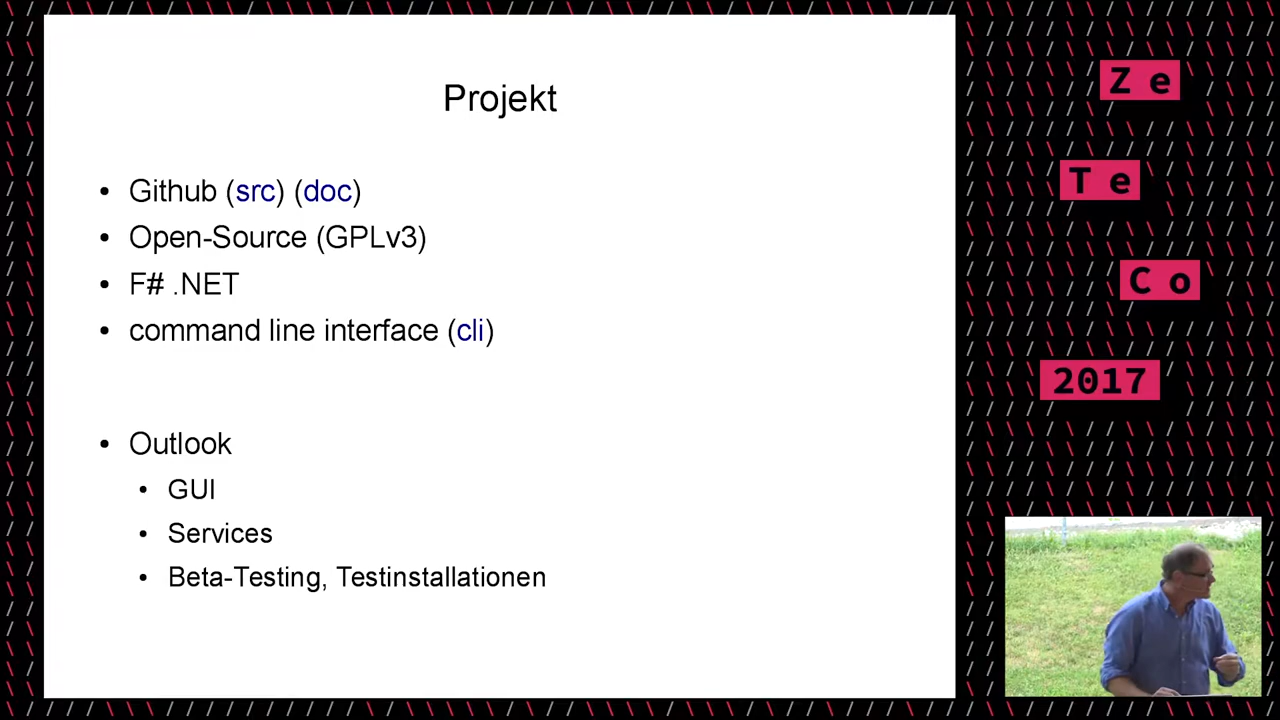 Projekt
Github (src) (doc)
Open-Source (GPLv3)
F# .NET
command line interface (cli)
Outlook
GUI
Services
Beta-Testing, Testinstallationen
Z e
T e
C o
2017